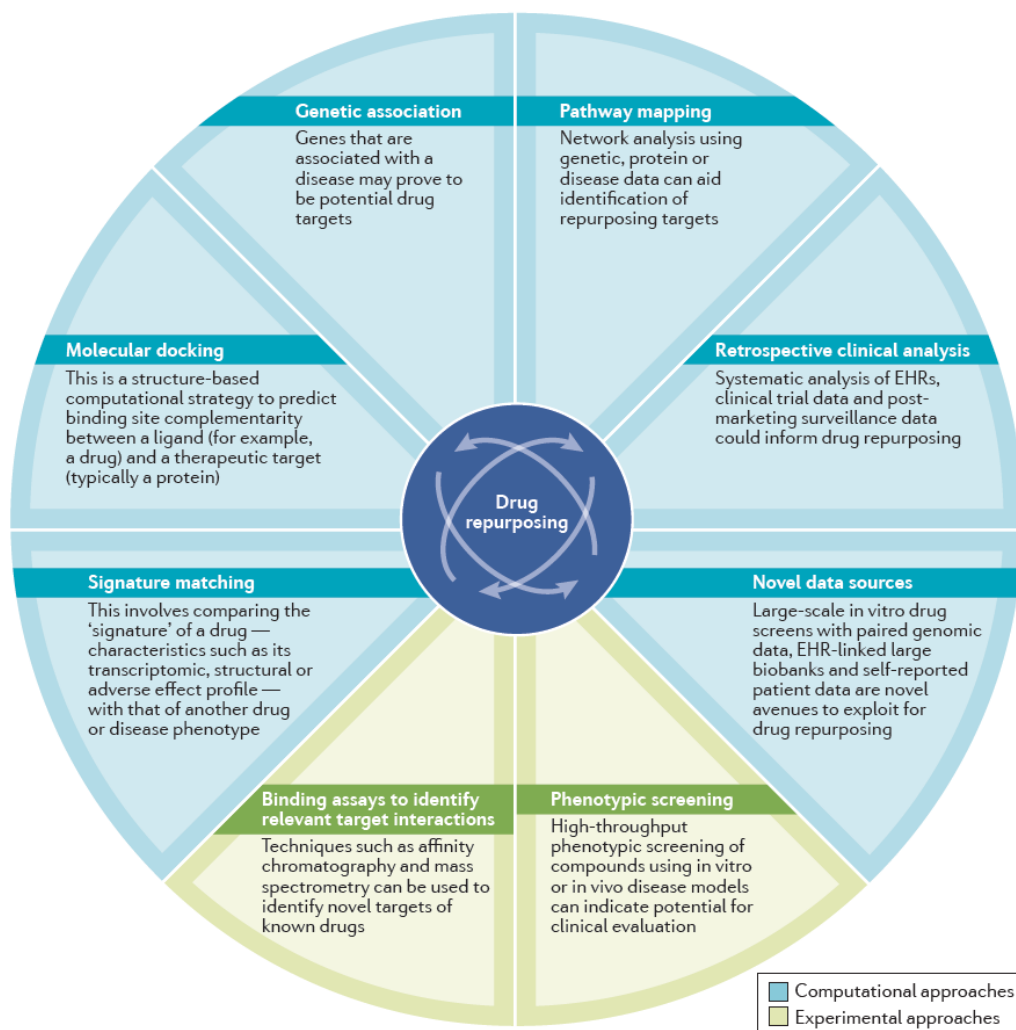 Genetic association
Genes that are
associated with a
disease may prove to
be potential drug
targets
Pathway mapping
Network analysis using
genetic, protein or
disease data can aid
identification of
repurposing targets
Molecular docking
This is a structure-based
computational strategy to predict
binding site complementarity
between a ligand (for example,
a drug) and a therapeutic target
(typically a protein)
Retrospective clinical analysis
Systematic analysis of EHRs,
clinical trial data and post-
marketing surveillance data
could inform drug repurposing
Drug
repurposing
Signature matching
This involves comparing the
‘signature’ of a drug —
characteristics such as its
transcriptomic, structural or
adverse effect profile —
with that of another drug
or disease phenotype
Novel data sources
Large-scale in vitro drug
screens with paired genomic
data, EHR-linked large
biobanks and self-reported
patient data are novel
avenues to exploit for
drug repurposing
Binding assays to identify
relevant target interactions
Techniques such as affinity
chromatography and mass
spectrometry can be used to
identify novel targets of
known drugs
Phenotypic screening
High-throughput
phenotypic screening of
compounds using in vitro
or in vivo disease models
can indicate potential for
clinical evaluation
Computational approaches
Experimental approaches